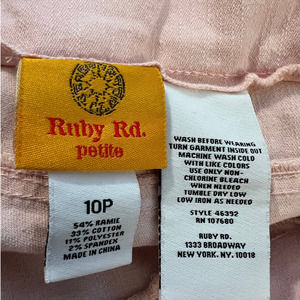 Ruby Rd.
petite
10P
54% RAMIE
33% COTTON
11% POLYESTER
2% SPANDEX
MADE IN CHINA
WASH BEFORE WEARING
TURN GARMENT INSIDE OUT
MACHINE WASH COLD
WITH LIKE COLORS
USE ONLY NON-
CHLORINE BLEACH
WHEN NEEDED
TUMBLE DRY LOW
LOW IRON AS NEEDED
STYLE 46392
RN 107680
RUBY RD.
1333 BROADWAY
NEW YORK, NY. 10018